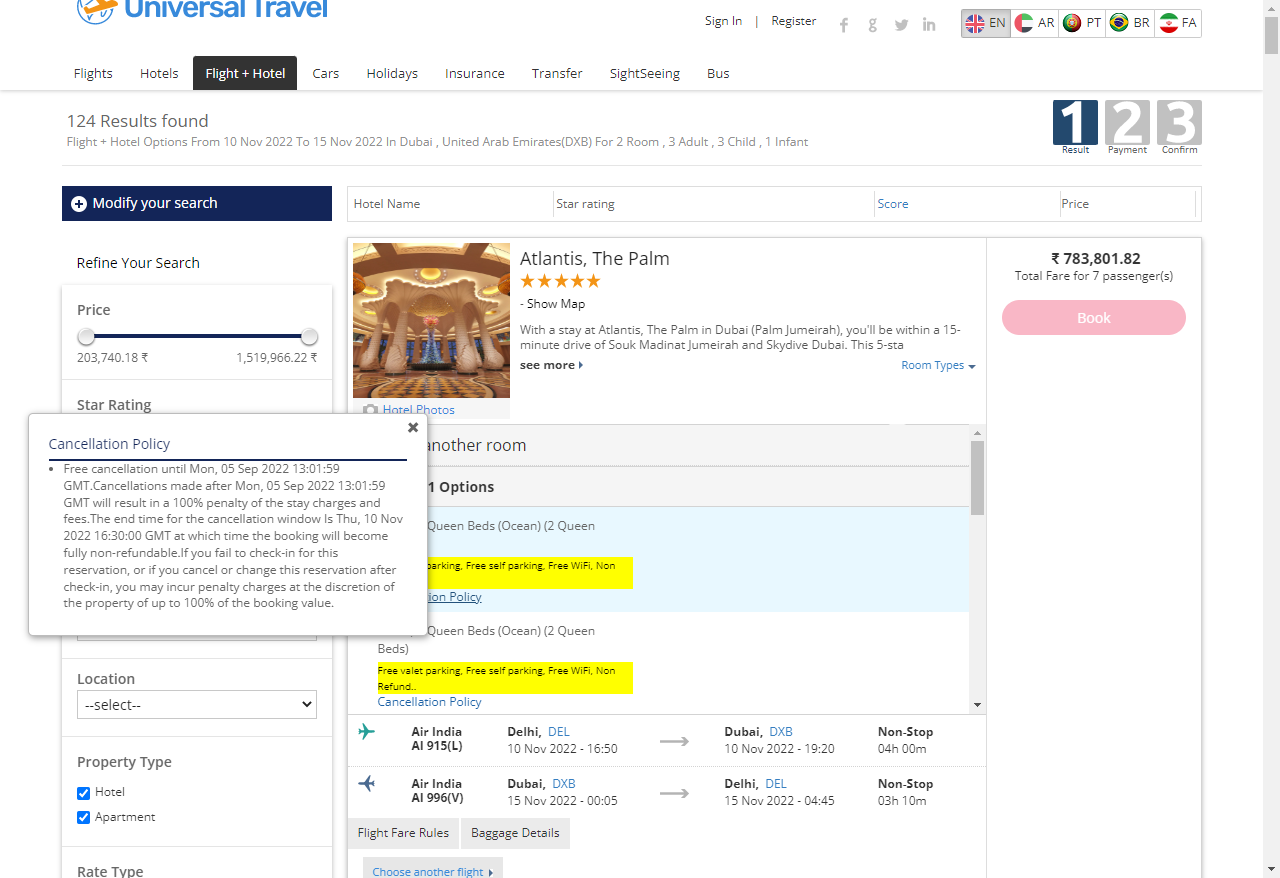 Universal Travel
Sign In | Register
EN AR PT BR FA
Flights Hotels Flight + Hotel Cars Holidays Insurance Transfer SightSeeing Bus
124 Results found
Flight + Hotel Options From 10 Nov 2022 To 15 Nov 2022 In Dubai , United Arab Emirates(DXB) For 2 Room , 3 Adult , 3 Child , 1 Infant
1 2 3
Result Payment Confirm
Modify your search
Hotel Name Star rating Score Price
Refine Your Search
Price
203,740.18 ₹ 1,519,966.22 ₹
Star Rating
Atlantis, The Palm
- Show Map
With a stay at Atlantis, The Palm in Dubai (Palm Jumeirah), you'll be within a 15-
minute drive of Souk Madinat Jumeirah and Skydive Dubai. This 5-sta
see more
Room Types
Hotel Photos
₹ 783,801.82
Total Fare for 7 passenger(s)
Book
Cancellation Policy
Free cancellation until Mon, 05 Sep 2022 13:01:59
GMT.Cancellations made after Mon, 05 Sep 2022 13:01:59
GMT will result in a 100% penalty of the stay charges and
fees.The end time for the cancellation window Is Thu, 10 Nov
2022 16:30:00 GMT at which time the booking will become
fully non-refundable.If you fail to check-in for this
reservation, or if you cancel or change this reservation after
check-in, you may incur penalty charges at the discretion of
the property of up to 100% of the booking value.
another room
1 Options
Queen Beds (Ocean) (2 Queen
parking, Free self parking, Free WiFi, Non
Policy
Queen Beds (Ocean) (2 Queen
Beds)
Free valet parking, Free self parking, Free WiFi, Non
Refund..
Cancellation Policy
Location
--select--
Property Type
Hotel
Apartment
Rate Type
Air India Delhi, DEL Dubai, DXB Non-Stop
AI 915(L) 10 Nov 2022 - 16:50 10 Nov 2022 - 19:20 04h 00m
Air India Dubai, DXB Delhi, DEL Non-Stop
AI 996(V) 15 Nov 2022 - 00:05 15 Nov 2022 - 04:45 03h 10m
Flight Fare Rules Baggage Details
Choose another flight